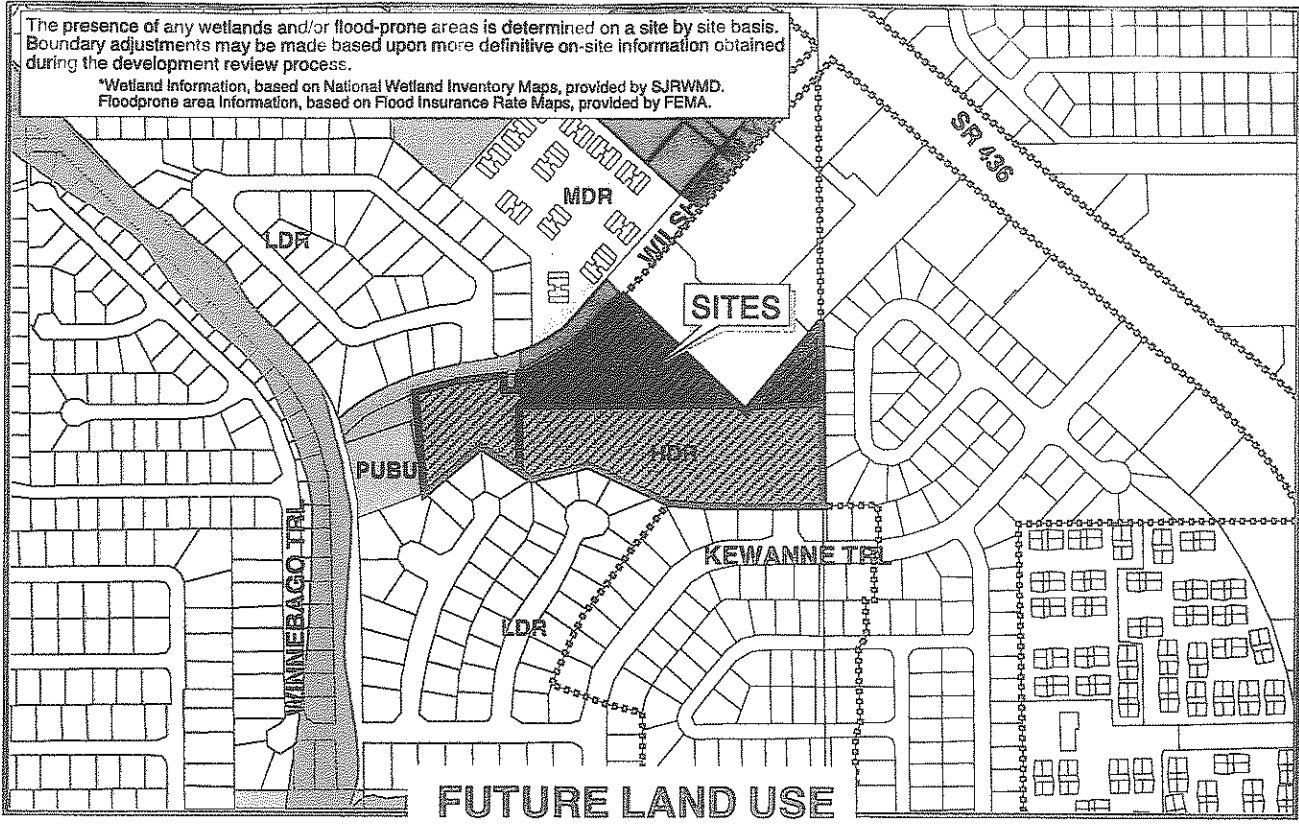 The presence of any wetlands and/or flood-prone areas is determined on a site by site basis.
Boundary adjustments may be made based upon more definitive on-site information obtained
during the development review process.
*Wetland Information, based on National Wetland Inventory Maps, provided by SJRWMD.
Floodprone area Information, based on Flood Insurance Rate Maps, provided by FEMA.
SR 436
MDR
WILSH
LDR
SITES
HDR
PUBU
KEWANNE TRL
WINNEBAGO TRL
LDR
FUTURE LAND USE